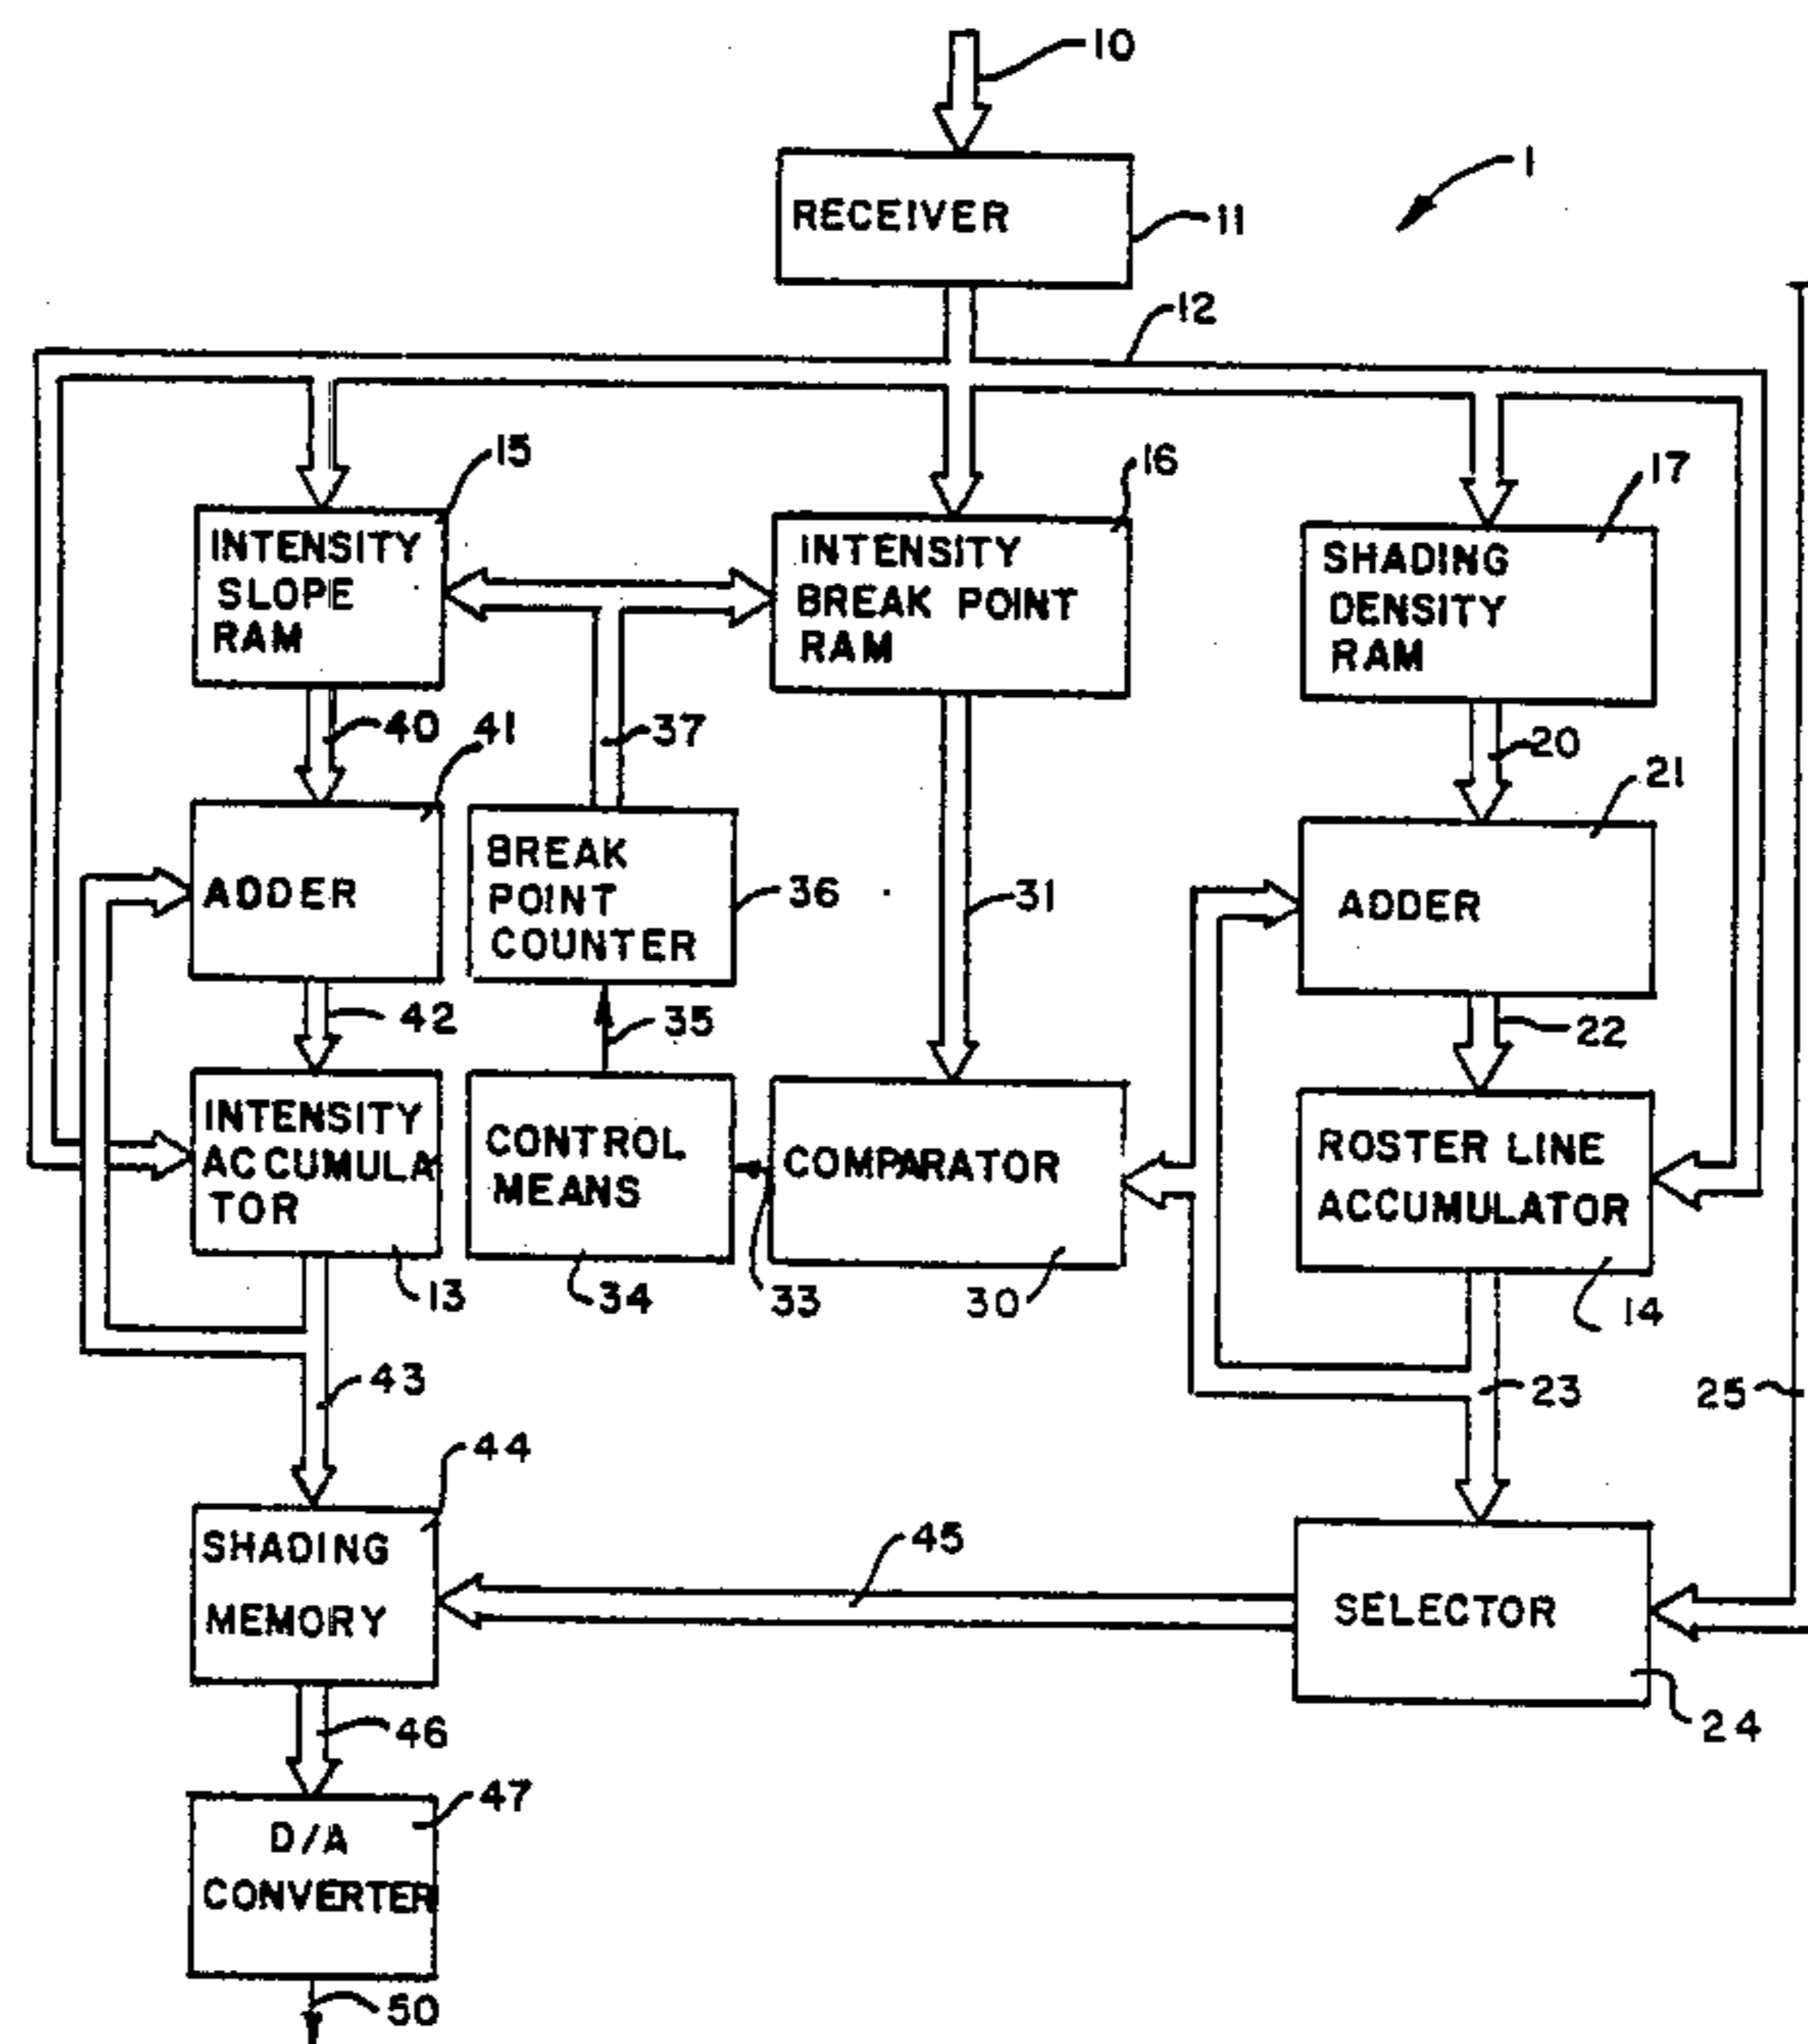 10
RECEIVER
11
1
12
15
16
17
INTENSITY
SLOPE
RAM
INTENSITY
BREAK POINT
RAM
SHADING
DENSITY
RAM
40
41
37
20
21
ADDER
BREAK
POINT
COUNTER
36
31
ADDER
42
35
22
INTENSITY
ACCUMULA
TOR
CONTROL
MEANS
COMPARATOR
ROSTER LINE
ACCUMULATOR
13
34
33
30
14
43
23
25
44
45
SHADING
MEMORY
SELECTOR
46
24
47
D/A
CONVERTER
50